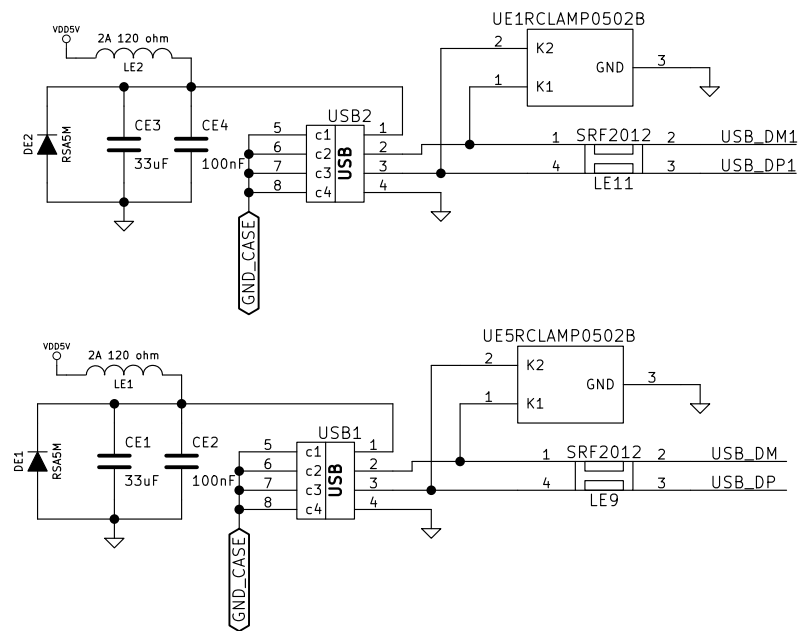 UE1RCLAMP0502B
VDD5V
2A 120 ohm
LE2
2
K2
GND
3
1
K1
DE2
RSA5M
CE3
33uF
CE4
100nF
USB2
5
c1
1
6
c2
2
7
c3
3
8
c4
4
USB
GND_CASE
1
SRF2012
2
USB_DM1
4
3
USB_DP1
LE11
UE5RCLAMP0502B
VDD5V
2A 120 ohm
LE1
2
K2
GND
3
1
K1
DE1
RSA5M
CE1
33uF
CE2
100nF
USB1
5
c1
1
6
c2
2
7
c3
3
8
c4
4
USB
GND_CASE
1
SRF2012
2
USB_DM
4
3
USB_DP
LE9